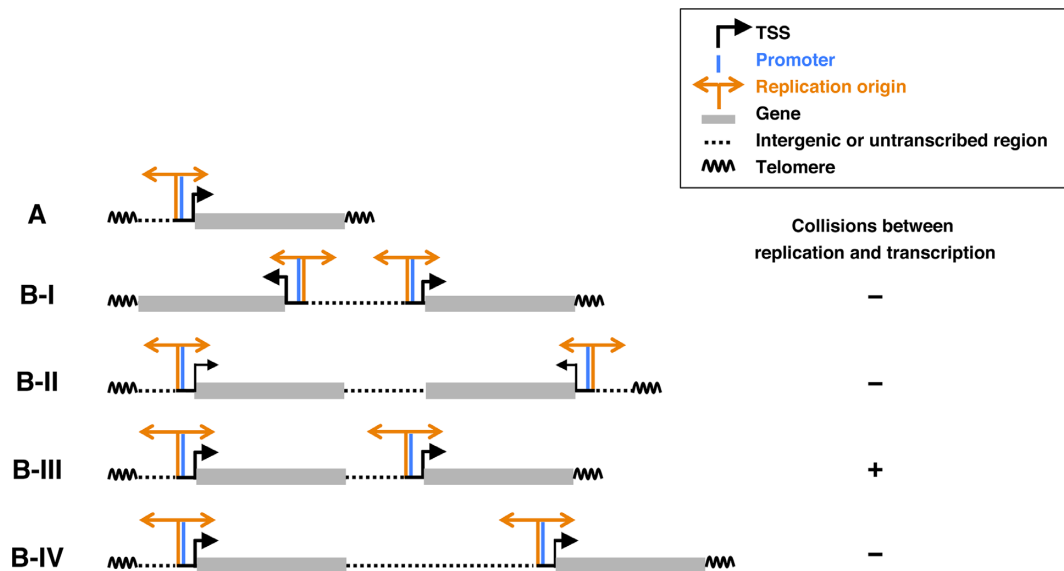 TSS
Promoter
Replication origin
Gene
Intergenic or untranscribed region
Telomere
A
Collisions between
replication and transcription
B-I
–
B-II
–
B-III
+
B-IV
–